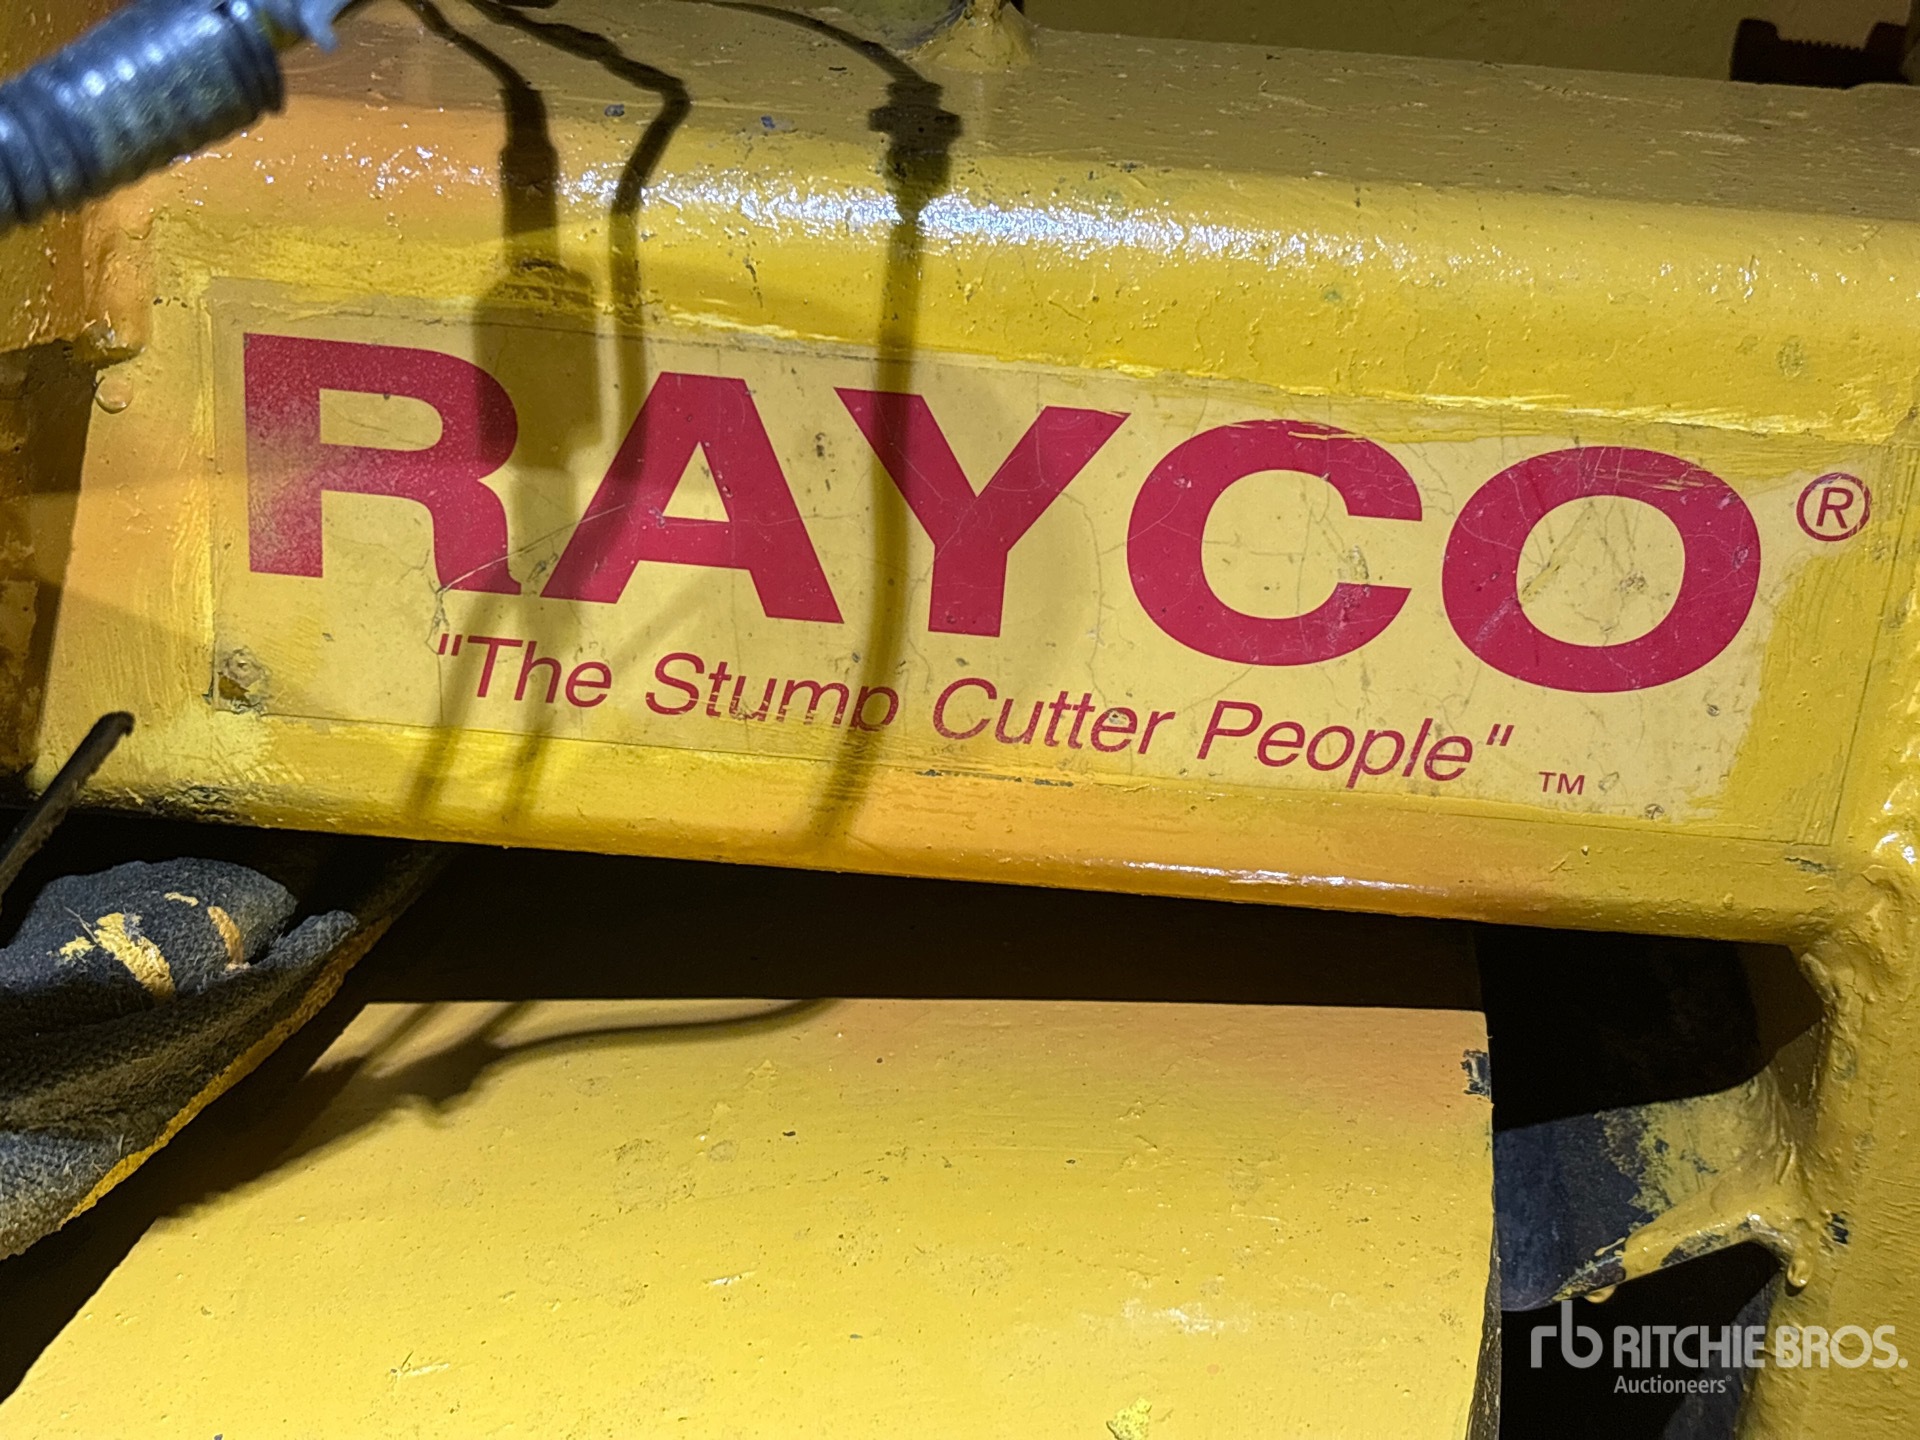 RAYCO®
"The Stump Cutter People" ™
rb RITCHIE BROS.
Auctioneers